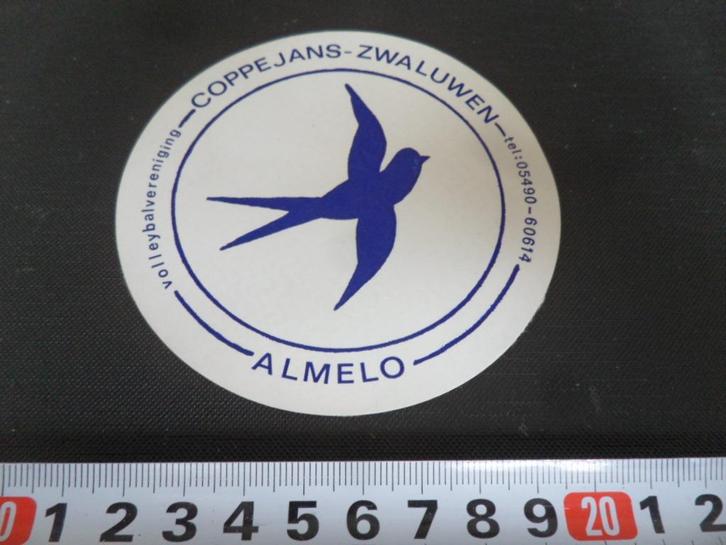 volleybalvereniging—COPPEJANS-ZWALUWEN—tel:05490-60614
ALMELO
0 1 2 3 4 5 6 7 8 9 20 1 2